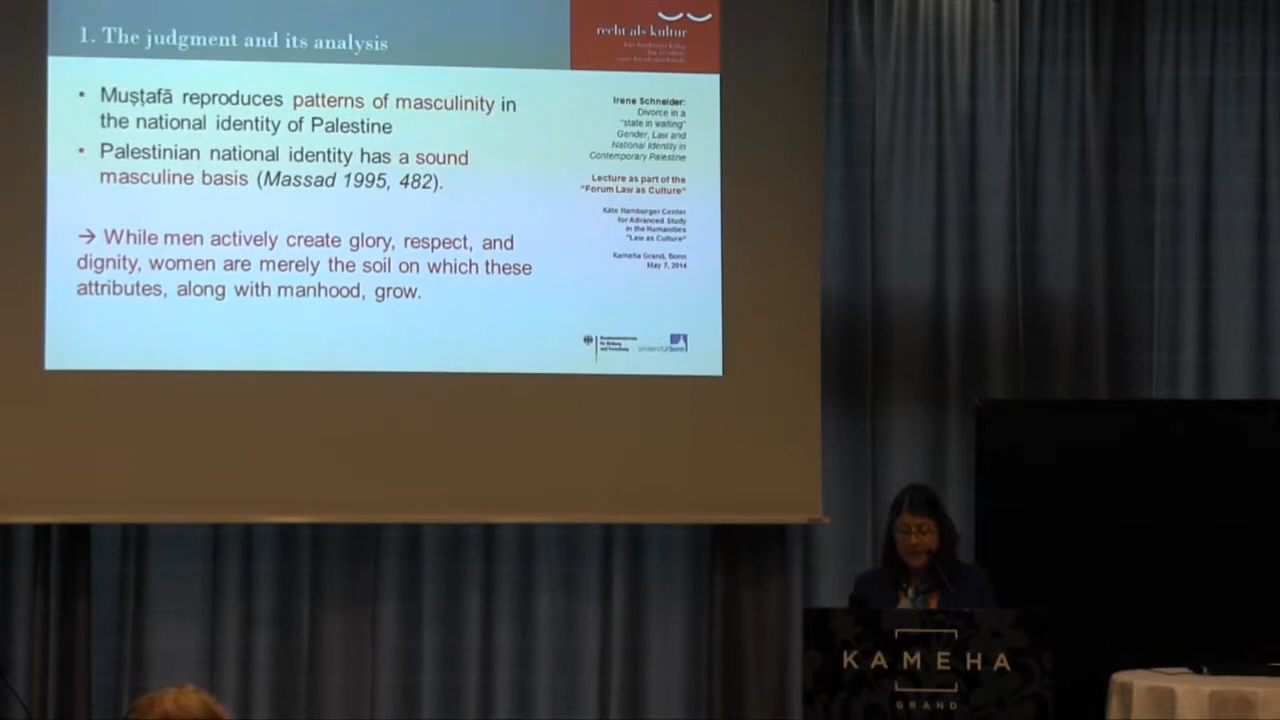 1. The judgment and its analysis
recht als kultur
• Muṣṭafā reproduces patterns of masculinity in
the national identity of Palestine
• Palestinian national identity has a sound
masculine basis (Massad 1995, 482).
→ While men actively create glory, respect, and
dignity, women are merely the soil on which these
attributes, along with manhood, grow.
Irene Schneider:
Divorce in a
"state in waiting"
Gender, Law and
National Identity in
Contemporary Palestine
Lecture as part of the
"Forum Law as Culture"
Käte Hamburger Center
for Advanced Study
in the Humanities
"Law as Culture"
Kameha Grand, Bonn
May 7, 2014
universität bonn
KAMEHA
GRAND